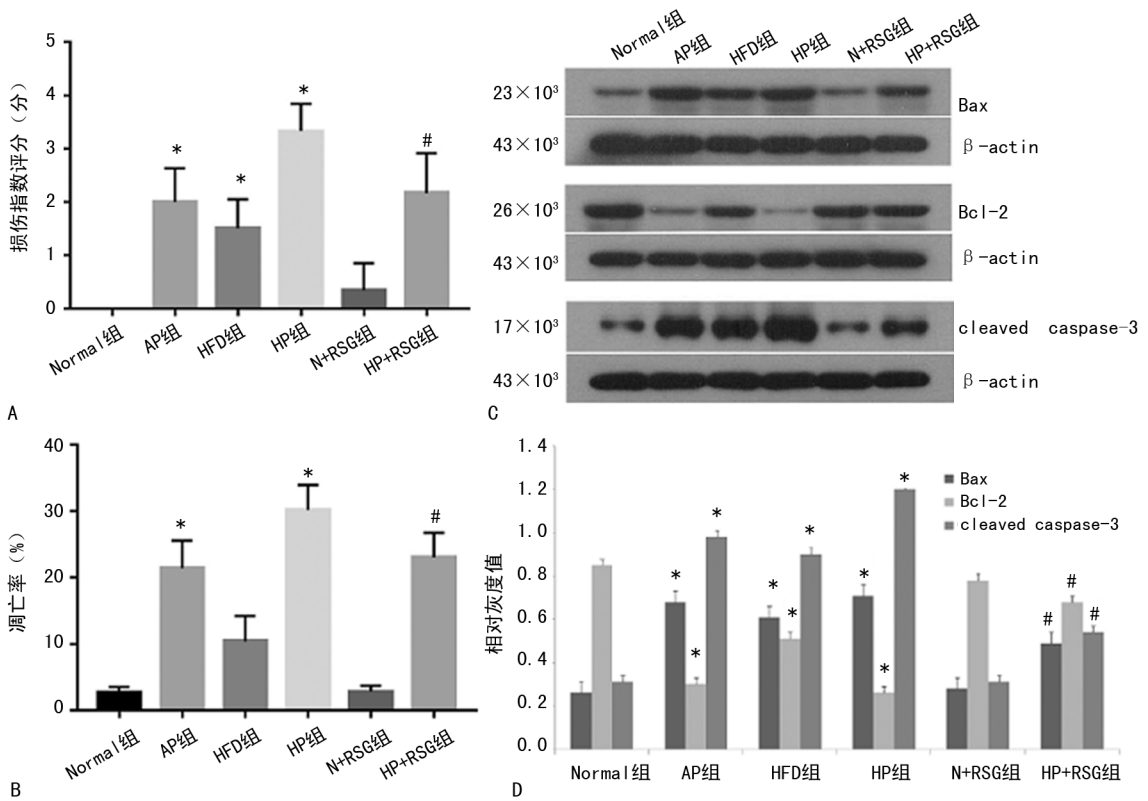 5
4
3
2
1
0
损伤指数评分（分）
*
*
*
#
Normal组
AP组
HFD组
HP组
N+RSG组
HP+RSG组
A
Normal组
AP组
HFD组
HP组
N+RSG组
HP+RSG组
23×10³
Bax
43×10³
β-actin
26×10³
Bcl-2
43×10³
β-actin
17×10³
cleaved caspase-3
43×10³
β-actin
C
40
30
20
10
0
凋亡率（%）
*
*
#
Normal组
AP组
HFD组
HP组
N+RSG组
HP+RSG组
B
1.4
1.2
1.0
0.8
0.6
0.4
0.2
0.0
相对灰度值
Bax
Bcl-2
cleaved caspase-3
*
*
*
*
*
*
*
*
*
#
#
#
Normal组
AP组
HFD组
HP组
N+RSG组
HP+RSG组
D